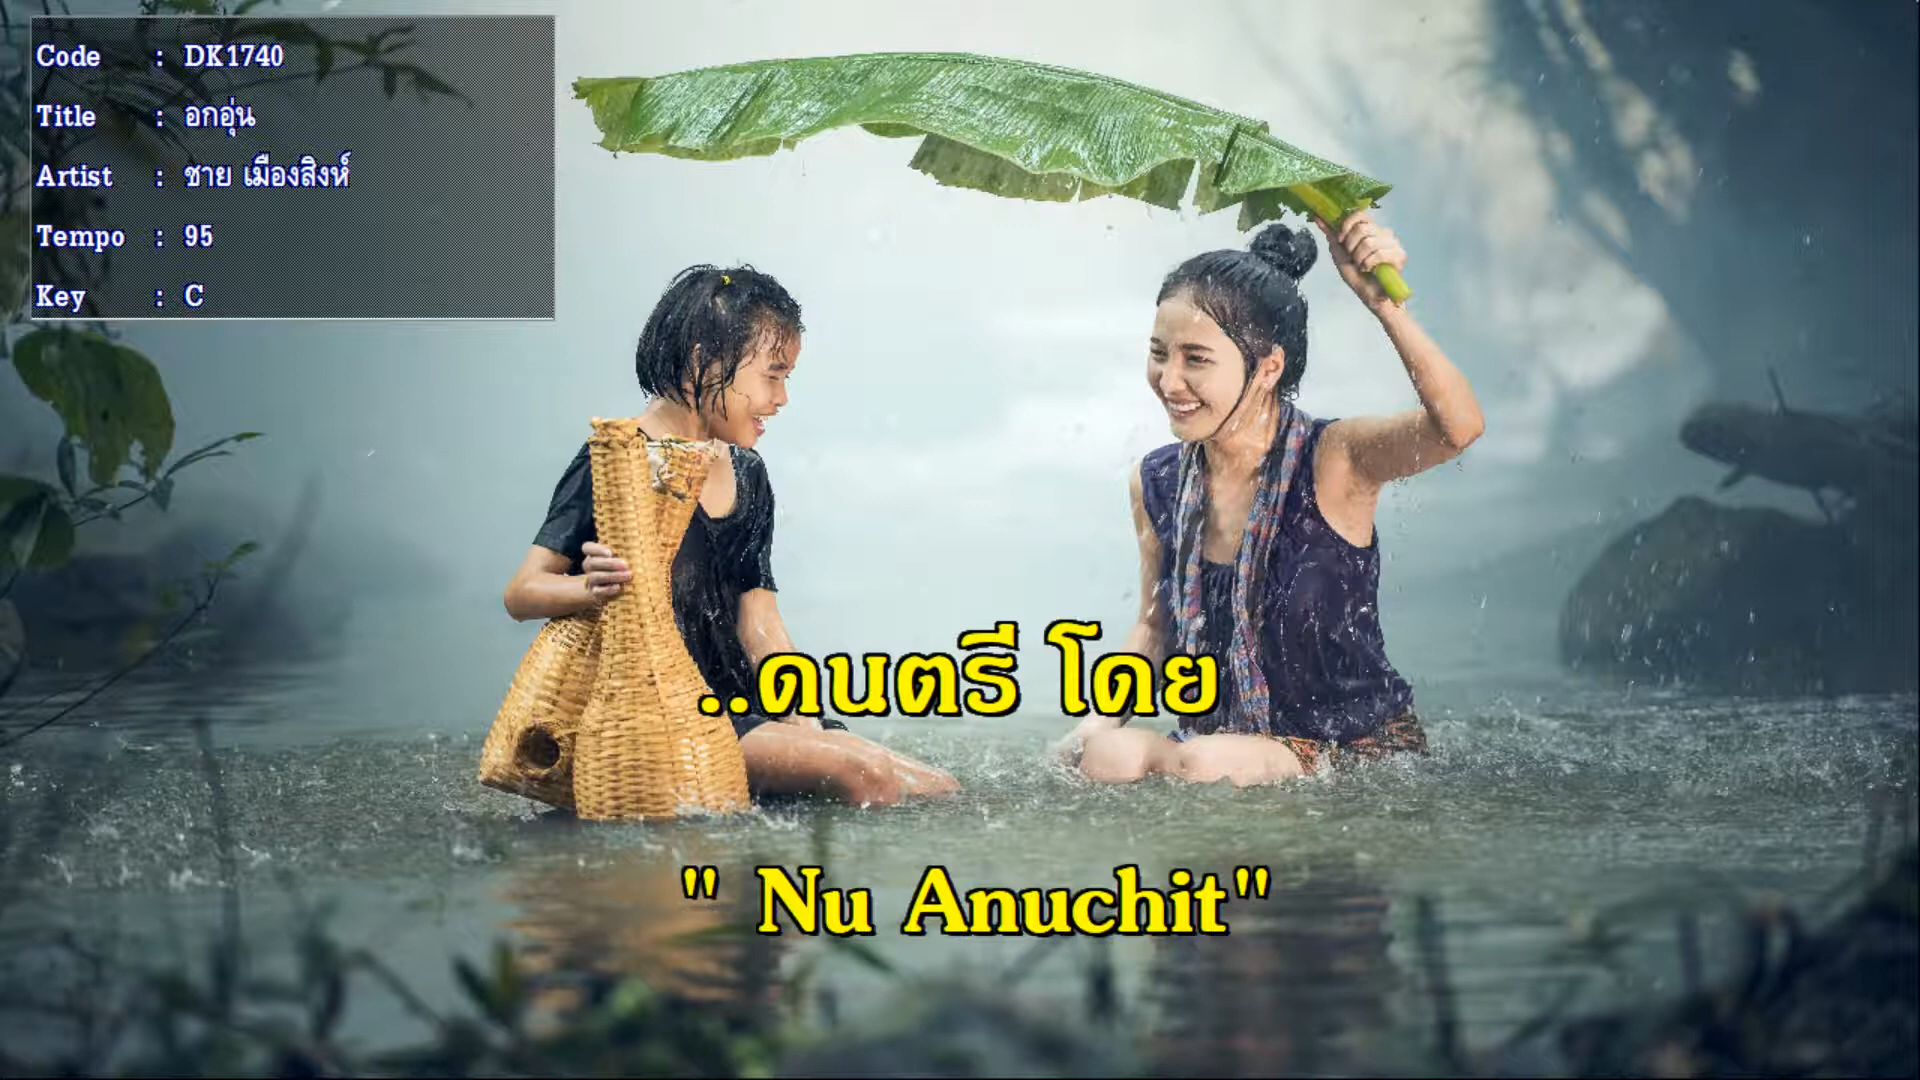 Code : DK1740
Title : อกอุ่น
Artist : ชาย เมืองสิงห์
Tempo : 95
Key : C
..ดนตรี โดย
" Nu Anuchit"